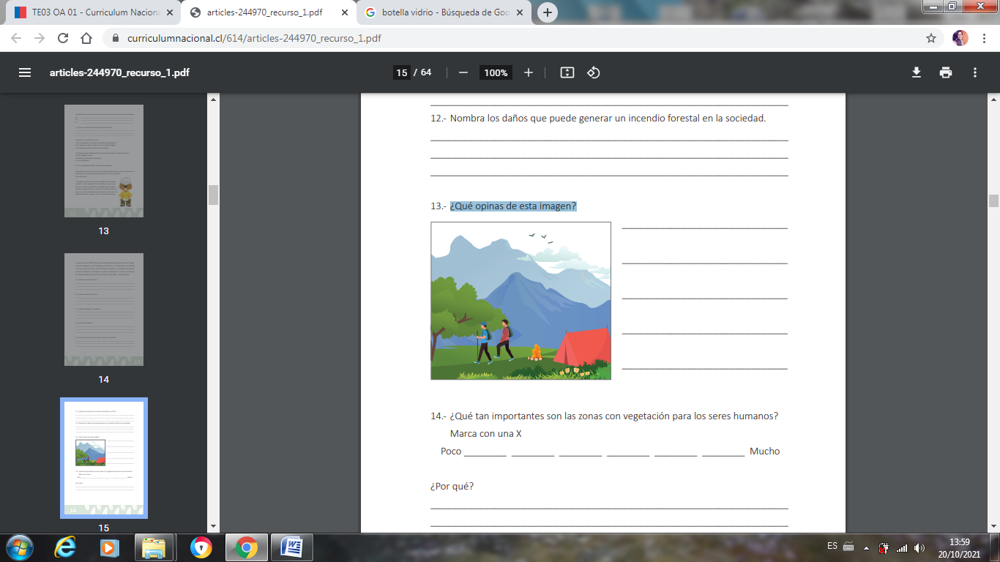 TE03 OA 01 - Curriculum Naciona
articles-244970_recurso_1.pdf
botella vidrio - Búsqueda de Goo
curriculumnacional.cl/614/articles-244970_recurso_1.pdf
articles-244970_recurso_1.pdf
15 / 64
100%
13
14
15
12.- Nombra los daños que puede generar un incendio forestal en la sociedad.
13.- ¿Qué opinas de esta imagen?
14.- ¿Qué tan importantes son las zonas con vegetación para los seres humanos?
Marca con una X
Poco ________ ________ ________ ________ ________ ________ Mucho
¿Por qué?
ES
13:59
20/10/2021